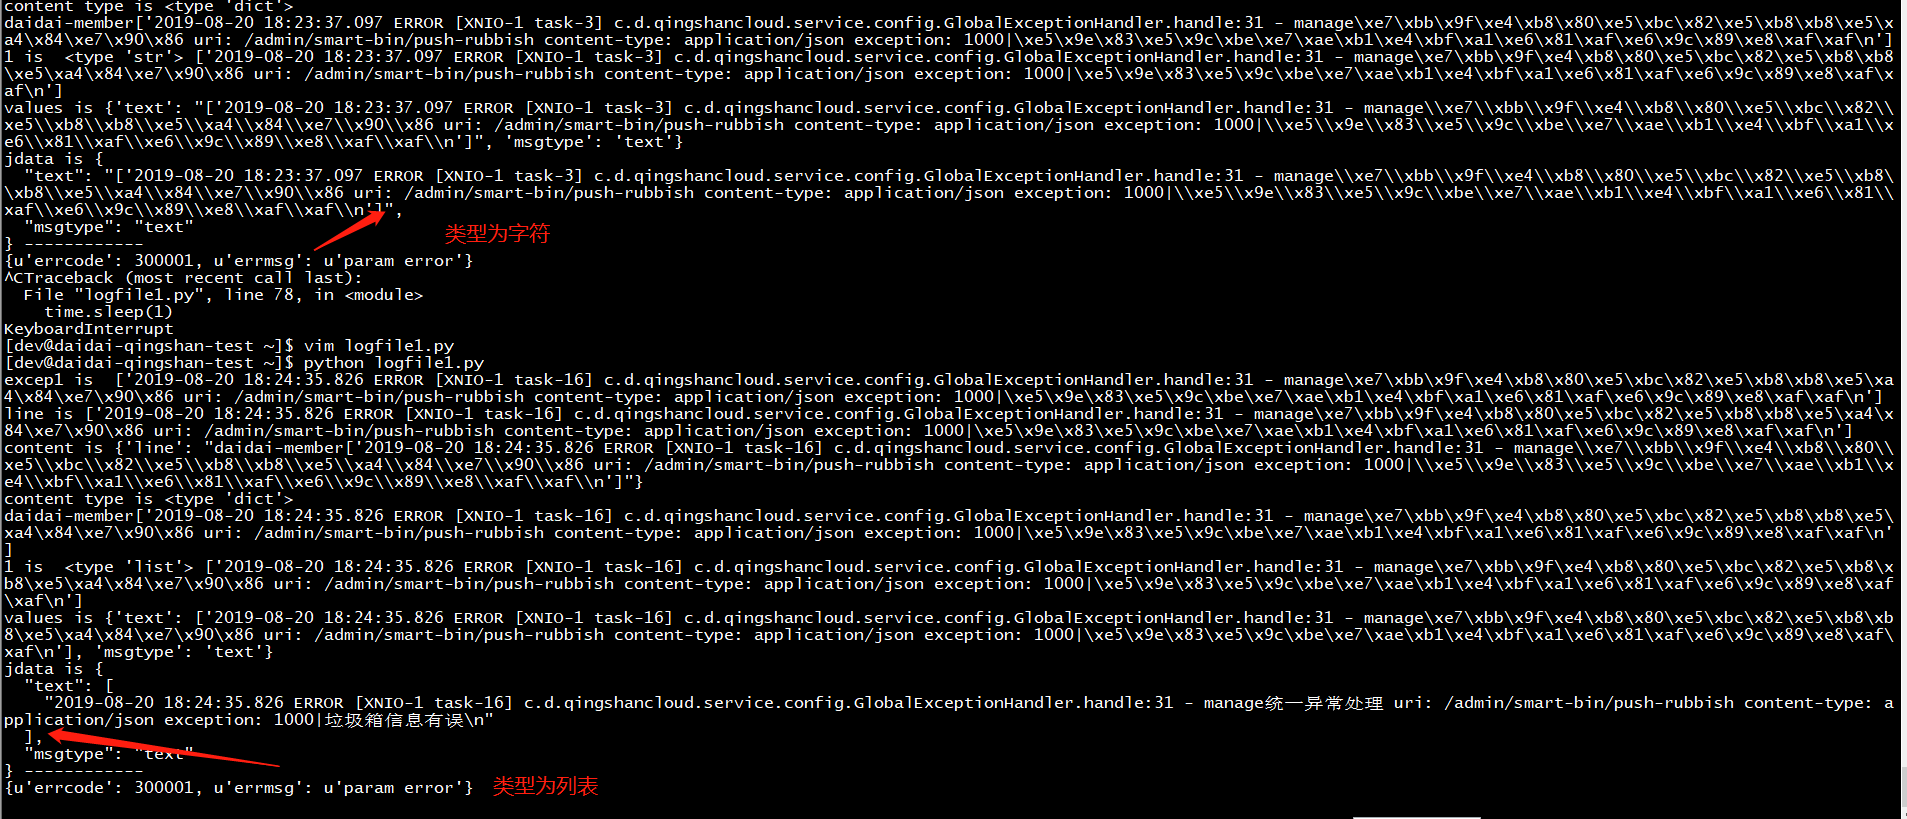 content type is <type 'dict'>
daidai-member['2019-08-20 18:23:37.097 ERROR [XNIO-1 task-3] c.d.qingshancloud.service.config.GlobalExceptionHandler.handle:31 - manage\xe7\xbb\x9f\xe4\xb8\x80\xe5\xbc\x82\xe5\xb8\xb8\xe5\x
a4\x84\xe7\x90\x86 uri: /admin/smart-bin/push-rubbish content-type: application/json exception: 1000|\xe5\x9e\x83\xe5\x9c\xbe\xe7\xae\xb1\xe4\xbf\xa1\xe6\x81\xaf\xe6\x9c\x89\xe8\xaf\xaf\n']
1 is  <type 'str'> ['2019-08-20 18:23:37.097 ERROR [XNIO-1 task-3] c.d.qingshancloud.service.config.GlobalExceptionHandler.handle:31 - manage\xe7\xbb\x9f\xe4\xb8\x80\xe5\xbc\x82\xe5\xb8\xb8
\xe5\xa4\x84\xe7\x90\x86 uri: /admin/smart-bin/push-rubbish content-type: application/json exception: 1000|\xe5\x9e\x83\xe5\x9c\xbe\xe7\xae\xb1\xe4\xbf\xa1\xe6\x81\xaf\xe6\x9c\x89\xe8\xaf\x
af\n']
values is {'text': "['2019-08-20 18:23:37.097 ERROR [XNIO-1 task-3] c.d.qingshancloud.service.config.GlobalExceptionHandler.handle:31 - manage\\xe7\\xbb\\x9f\\xe4\\xb8\\x80\\xe5\\xbc\\x82\\
xe5\\xb8\\xb8\\xe5\\xa4\\x84\\xe7\\x90\\x86 uri: /admin/smart-bin/push-rubbish content-type: application/json exception: 1000|\\xe5\\x9e\\x83\\xe5\\x9c\\xbe\\xe7\\xae\\xb1\\xe4\\xbf\\xa1\\x
e6\\x81\\xaf\\xe6\\x9c\\x89\\xe8\\xaf\\xaf\\n']", 'msgtype': 'text'}
jdata is {
"text": "['2019-08-20 18:23:37.097 ERROR [XNIO-1 task-3] c.d.qingshancloud.service.config.GlobalExceptionHandler.handle:31 - manage\\xe7\\xbb\\x9f\\xe4\\xb8\\x80\\xe5\\xbc\\x82\\xe5\\xb8\
\xb8\\xe5\\xa4\\x84\\xe7\\x90\\x86 uri: /admin/smart-bin/push-rubbish content-type: application/json exception: 1000|\\xe5\\x9e\\x83\\xe5\\x9c\\xbe\\xe7\\xae\\xb1\\xe4\\xbf\\xa1\\xe6\\x81\\
xaf\\xe6\\x9c\\x89\\xe8\\xaf\\xaf\\n']",
"msgtype": "text"
类型为字符
} ------------
{u'errcode': 300001, u'errmsg': u'param error'}
^CTraceback (most recent call last):
File "logfile1.py", line 78, in <module>
time.sleep(1)
KeyboardInterrupt
[dev@daidai-qingshan-test ~]$ vim logfile1.py
[dev@daidai-qingshan-test ~]$ python logfile1.py
excep1 is  ['2019-08-20 18:24:35.826 ERROR [XNIO-1 task-16] c.d.qingshancloud.service.config.GlobalExceptionHandler.handle:31 - manage\xe7\xbb\x9f\xe4\xb8\x80\xe5\xbc\x82\xe5\xb8\xb8\xe5\xa
4\x84\xe7\x90\x86 uri: /admin/smart-bin/push-rubbish content-type: application/json exception: 1000|\xe5\x9e\x83\xe5\x9c\xbe\xe7\xae\xb1\xe4\xbf\xa1\xe6\x81\xaf\xe6\x9c\x89\xe8\xaf\xaf\n']
line is ['2019-08-20 18:24:35.826 ERROR [XNIO-1 task-16] c.d.qingshancloud.service.config.GlobalExceptionHandler.handle:31 - manage\xe7\xbb\x9f\xe4\xb8\x80\xe5\xbc\x82\xe5\xb8\xb8\xe5\xa4\x
84\xe7\x90\x86 uri: /admin/smart-bin/push-rubbish content-type: application/json exception: 1000|\xe5\x9e\x83\xe5\x9c\xbe\xe7\xae\xb1\xe4\xbf\xa1\xe6\x81\xaf\xe6\x9c\x89\xe8\xaf\xaf\n']
content is {'line': "daidai-member['2019-08-20 18:24:35.826 ERROR [XNIO-1 task-16] c.d.qingshancloud.service.config.GlobalExceptionHandler.handle:31 - manage\\xe7\\xbb\\x9f\\xe4\\xb8\\x80\\
xe5\\xbc\\x82\\xe5\\xb8\\xb8\\xe5\\xa4\\x84\\xe7\\x90\\x86 uri: /admin/smart-bin/push-rubbish content-type: application/json exception: 1000|\\xe5\\x9e\\x83\\xe5\\x9c\\xbe\\xe7\\xae\\xb1\\x
e4\\xbf\\xa1\\xe6\\x81\\xaf\\xe6\\x9c\\x89\\xe8\\xaf\\xaf\\n']"}
content type is <type 'dict'>
daidai-member['2019-08-20 18:24:35.826 ERROR [XNIO-1 task-16] c.d.qingshancloud.service.config.GlobalExceptionHandler.handle:31 - manage\xe7\xbb\x9f\xe4\xb8\x80\xe5\xbc\x82\xe5\xb8\xb8\xe5\
xa4\x84\xe7\x90\x86 uri: /admin/smart-bin/push-rubbish content-type: application/json exception: 1000|\xe5\x9e\x83\xe5\x9c\xbe\xe7\xae\xb1\xe4\xbf\xa1\xe6\x81\xaf\xe6\x9c\x89\xe8\xaf\xaf\n'
]
1 is  <type 'list'> ['2019-08-20 18:24:35.826 ERROR [XNIO-1 task-16] c.d.qingshancloud.service.config.GlobalExceptionHandler.handle:31 - manage\xe7\xbb\x9f\xe4\xb8\x80\xe5\xbc\x82\xe5\xb8\x
b8\xe5\xa4\x84\xe7\x90\x86 uri: /admin/smart-bin/push-rubbish content-type: application/json exception: 1000|\xe5\x9e\x83\xe5\x9c\xbe\xe7\xae\xb1\xe4\xbf\xa1\xe6\x81\xaf\xe6\x9c\x89\xe8\xaf
\xaf\n']
values is {'text': ['2019-08-20 18:24:35.826 ERROR [XNIO-1 task-16] c.d.qingshancloud.service.config.GlobalExceptionHandler.handle:31 - manage\xe7\xbb\x9f\xe4\xb8\x80\xe5\xbc\x82\xe5\xb8\xb
8\xe5\xa4\x84\xe7\x90\x86 uri: /admin/smart-bin/push-rubbish content-type: application/json exception: 1000|\xe5\x9e\x83\xe5\x9c\xbe\xe7\xae\xb1\xe4\xbf\xa1\xe6\x81\xaf\xe6\x9c\x89\xe8\xaf\
xaf\n'], 'msgtype': 'text'}
jdata is {
"text": [
"2019-08-20 18:24:35.826 ERROR [XNIO-1 task-16] c.d.qingshancloud.service.config.GlobalExceptionHandler.handle:31 - manage统一异常处理 uri: /admin/smart-bin/push-rubbish content-type: a
pplication/json exception: 1000|垃圾箱信息有误\n"
],
"msgtype": "text"
} ------------
{u'errcode': 300001, u'errmsg': u'param error'}
类型为列表